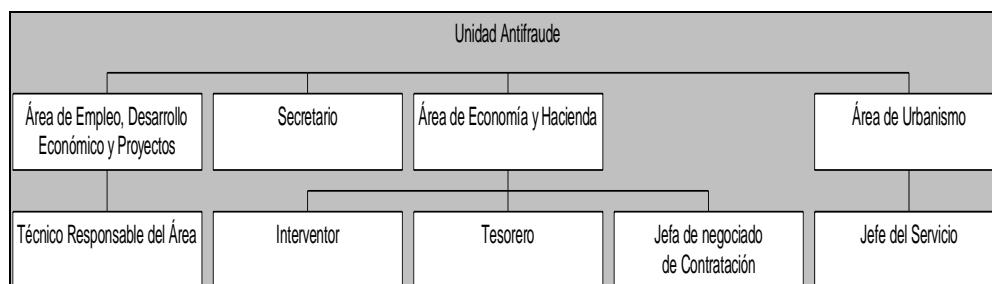 Unidad Antifraude
Área de Empleo, Desarrollo
Económico y Proyectos
Secretario
Área de Economía y Hacienda
Área de Urbanismo
Técnico Responsable del Área
Interventor
Tesorero
Jefa de negociado
de Contratación
Jefe del Servicio